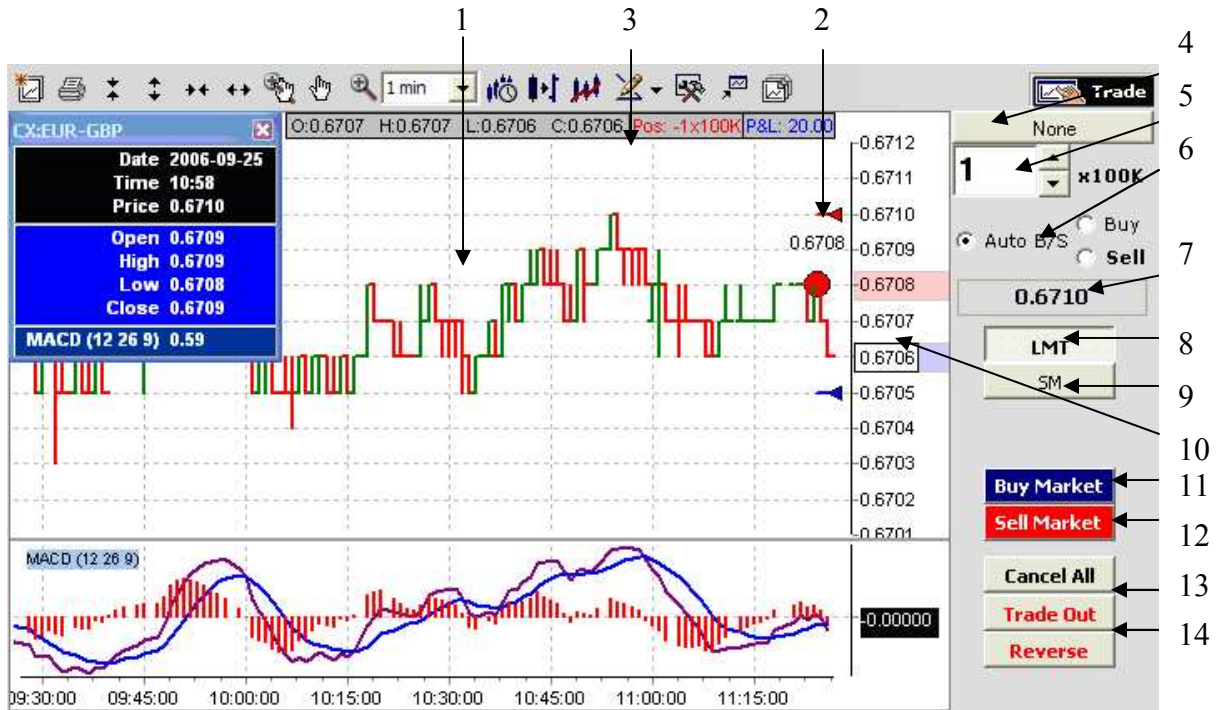 1
3
2
4
5
6
7
8
9
10
11
12
13
14
1 min
Trade
CX:EUR-GBP
Date 2006-09-25
Time 10:58
Price 0.6710
Open 0.6709
High 0.6709
Low 0.6708
Close 0.6709
MACD (12 26 9) 0.59
O:0.6707 H:0.6707 L:0.6706 C:0.6706 Pos: -1x100K P&L: 20.00
0.6708
0.6712
0.6711
0.6710
0.6709
0.6708
0.6707
0.6706
0.6705
0.6704
0.6703
0.6702
0.6701
None
1 x100K
Auto B/S
Buy
Sell
0.6710
LMT
SM
Buy Market
Sell Market
Cancel All
Trade Out
Reverse
MACD (12 26 9)
-0.00000
09:30:00 09:45:00 10:00:00 10:15:00 10:30:00 10:45:00 11:00:00 11:15:00